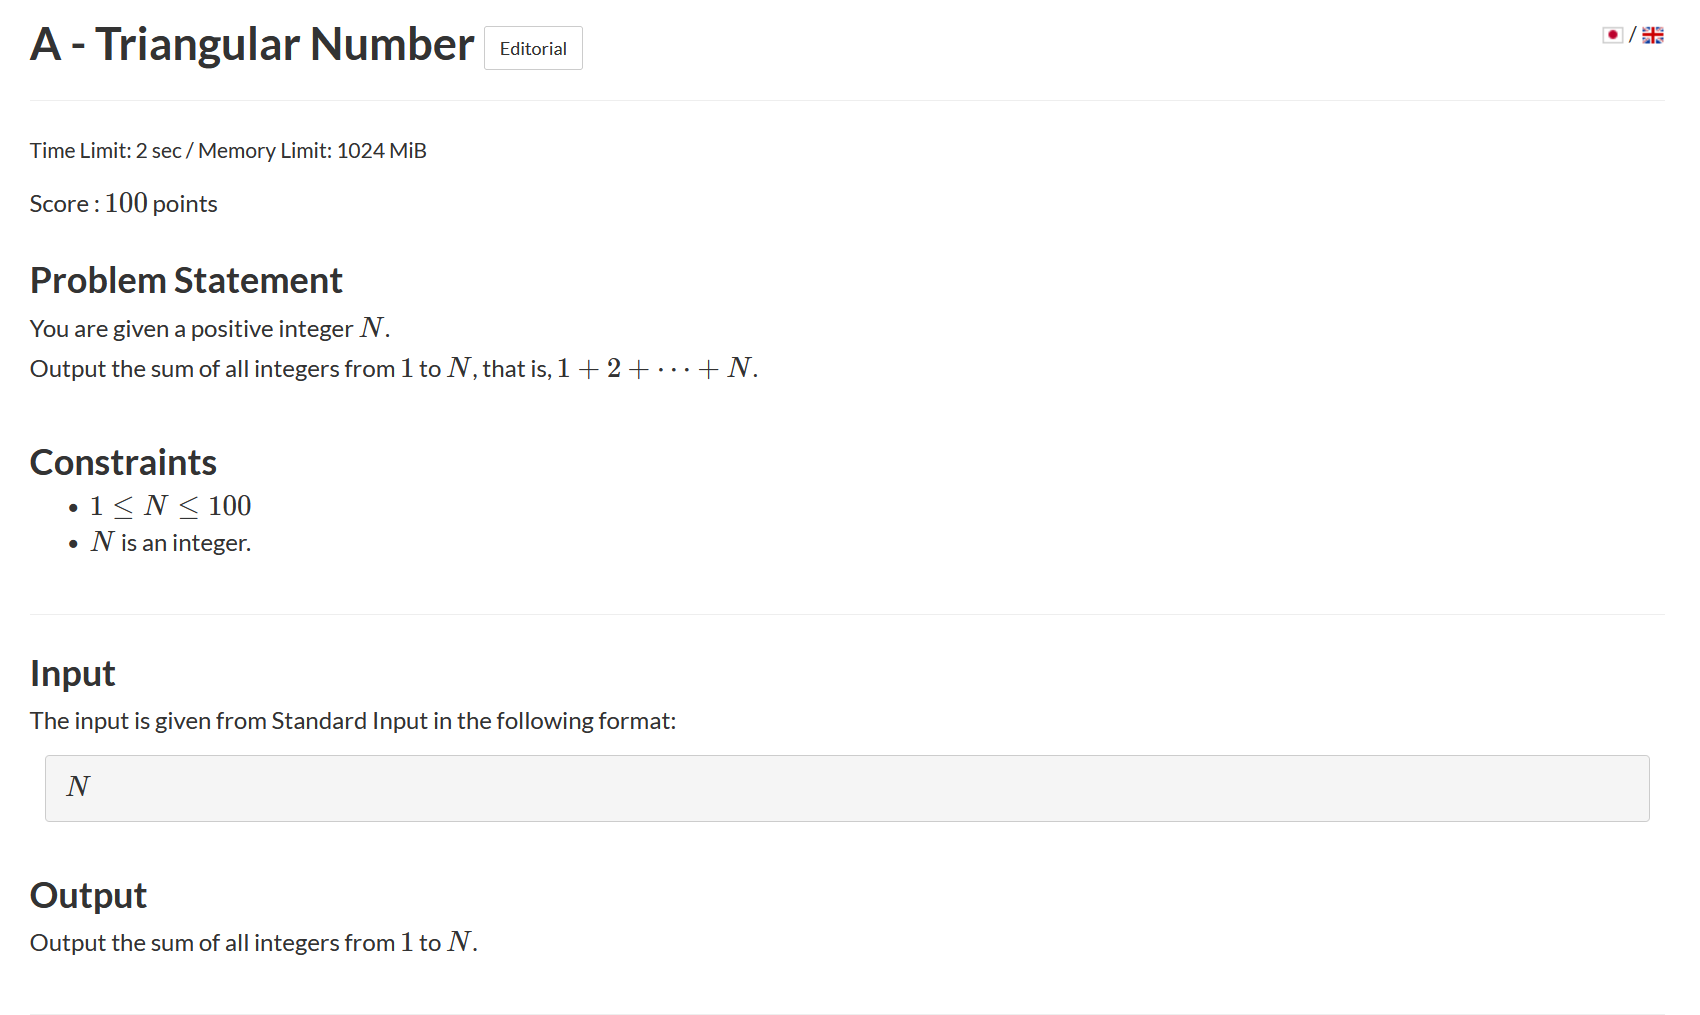 A - Triangular Number Editorial
/
Time Limit: 2 sec / Memory Limit: 1024 MiB
Score : 100 points
Problem Statement
You are given a positive integer N.
Output the sum of all integers from 1 to N, that is, 1 + 2 + ⋯ + N.
Constraints
• 1 ≤ N ≤ 100
• N is an integer.
Input
The input is given from Standard Input in the following format:
N
Output
Output the sum of all integers from 1 to N.